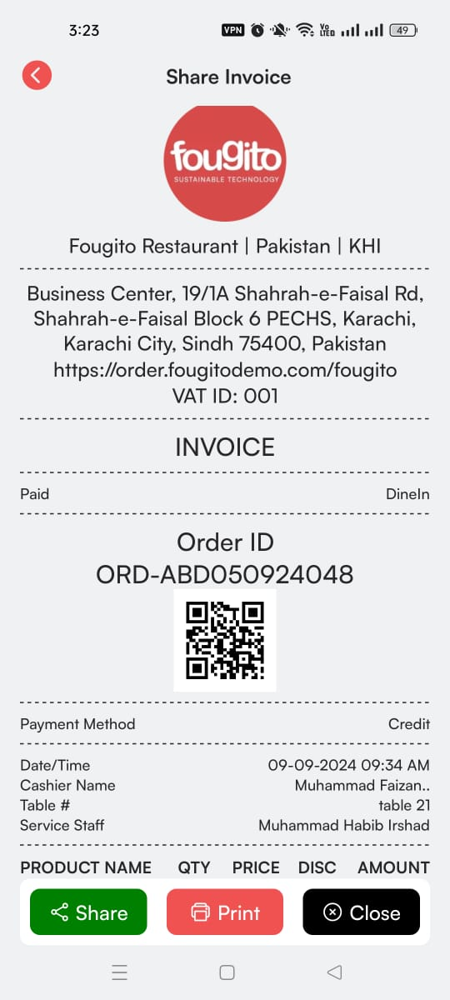 3:23
VPN
Vo
LTED
49
Share Invoice
fougito
SUSTAINABLE TECHNOLOGY
Fougito Restaurant | Pakistan | KHI
Business Center, 19/1A Shahrah-e-Faisal Rd,
Shahrah-e-Faisal Block 6 PECHS, Karachi,
Karachi City, Sindh 75400, Pakistan
https://order.fougitodemo.com/fougito
VAT ID: 001
INVOICE
Paid DineIn
Order ID
ORD-ABD050924048
Payment Method Credit
Date/Time 09-09-2024 09:34 AM
Cashier Name Muhammad Faizan..
Table # table 21
Service Staff Muhammad Habib Irshad
PRODUCT NAME QTY PRICE DISC AMOUNT
Share Print Close